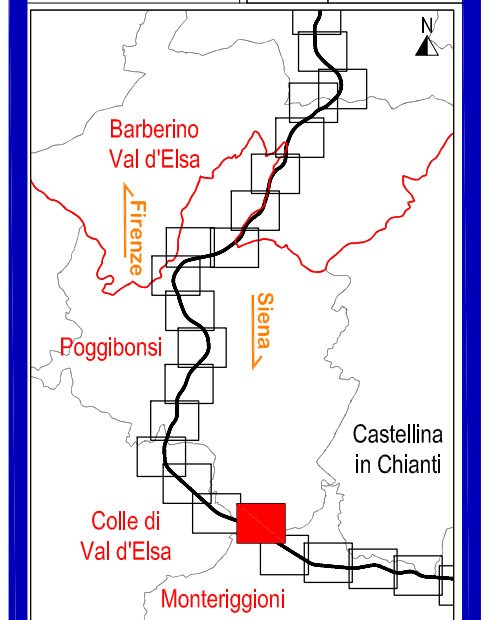 N
Barberino
Val d'Elsa
Firenze
Siena
Poggibonsi
Castellina
in Chianti
Colle di
Val d'Elsa
Monteriggioni